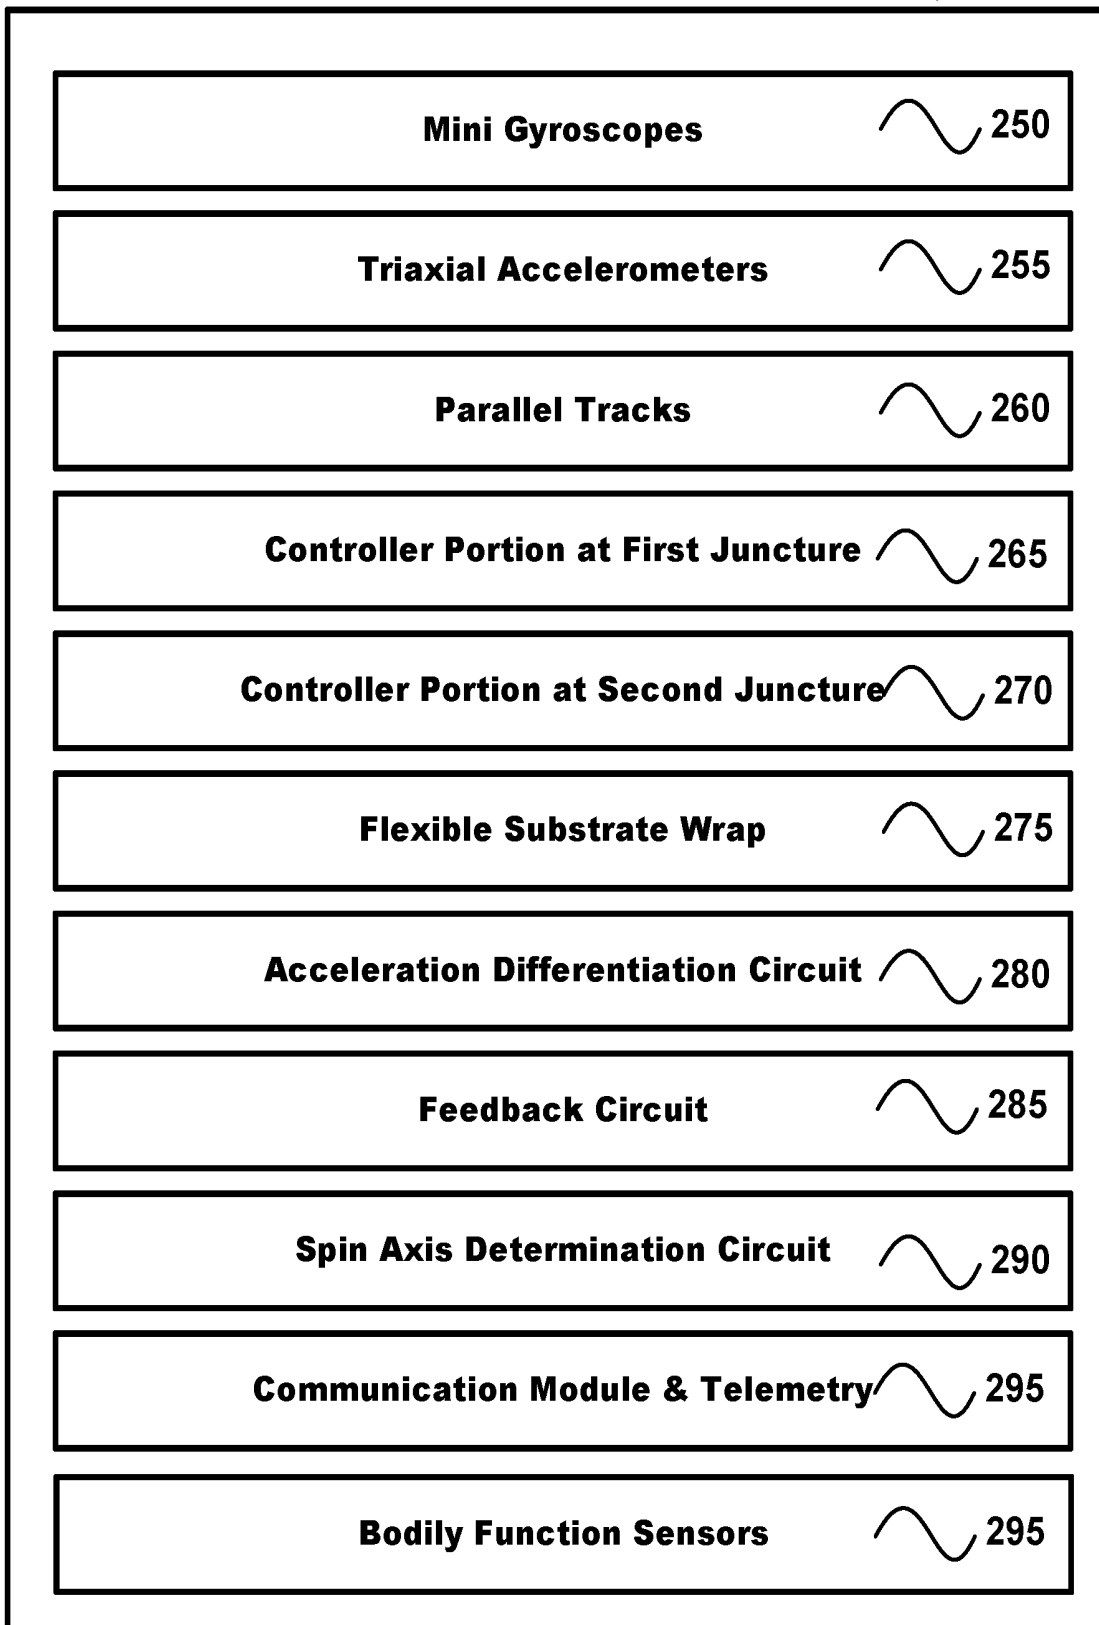 Mini Gyroscopes 250
Triaxial Accelerometers 255
Parallel Tracks 260
Controller Portion at First Juncture 265
Controller Portion at Second Juncture 270
Flexible Substrate Wrap 275
Acceleration Differentiation Circuit 280
Feedback Circuit 285
Spin Axis Determination Circuit 290
Communication Module & Telemetry 295
Bodily Function Sensors 295